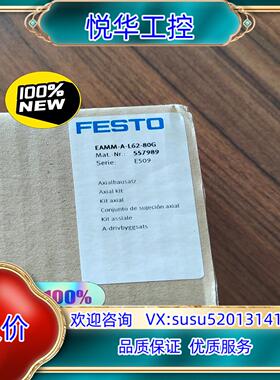 悦华工控
100%
NEW
FESTO
EAMM-A-L62-80G
Mat. Nr.: 557989
Serie: E509
Axialbausatz
Axial kit
Kit axial
Conjunto de sujeción axial
Kit assiale
A-drivbyggsats
100%
价
欢迎咨询 VX:susu52013141
品质保证 优质服务